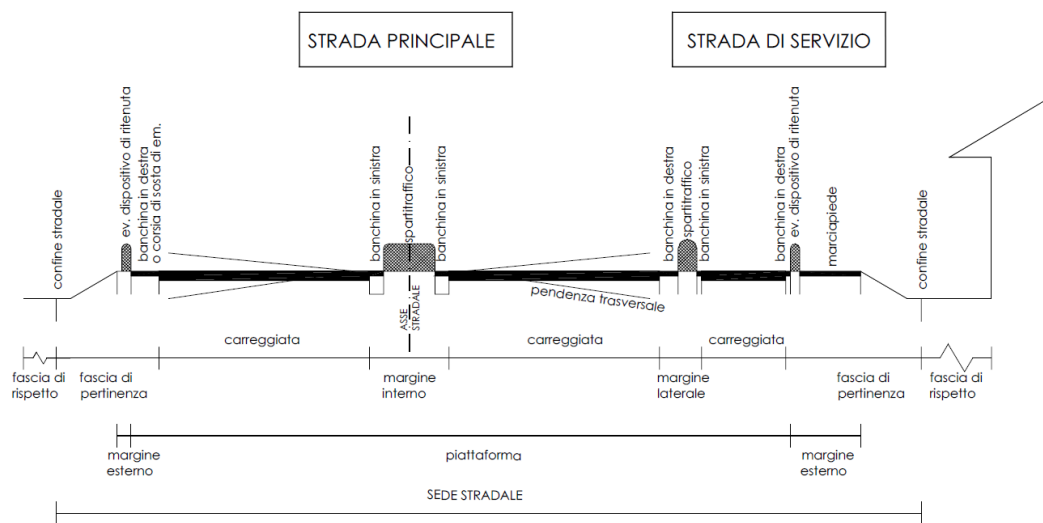 STRADA PRINCIPALE
STRADA DI SERVIZIO
confine stradale
ev. dispositivo di ritenuta
banchina in destra
o corsia di sosta di em.
banchina in sinistra
spartitraffico
banchina in sinistra
banchina in destra
spartitraffico
banchina in sinistra
banchina in destra
ev. dispositivo di ritenuta
marciapiede
confine stradale
ASSE
STRADALE
pendenza trasversale
carreggiata
carreggiata
carreggiata
fascia di
rispetto
fascia di
pertinenza
margine
interno
margine
laterale
fascia di
pertinenza
fascia di
rispetto
margine
esterno
piattaforma
margine
esterno
SEDE STRADALE